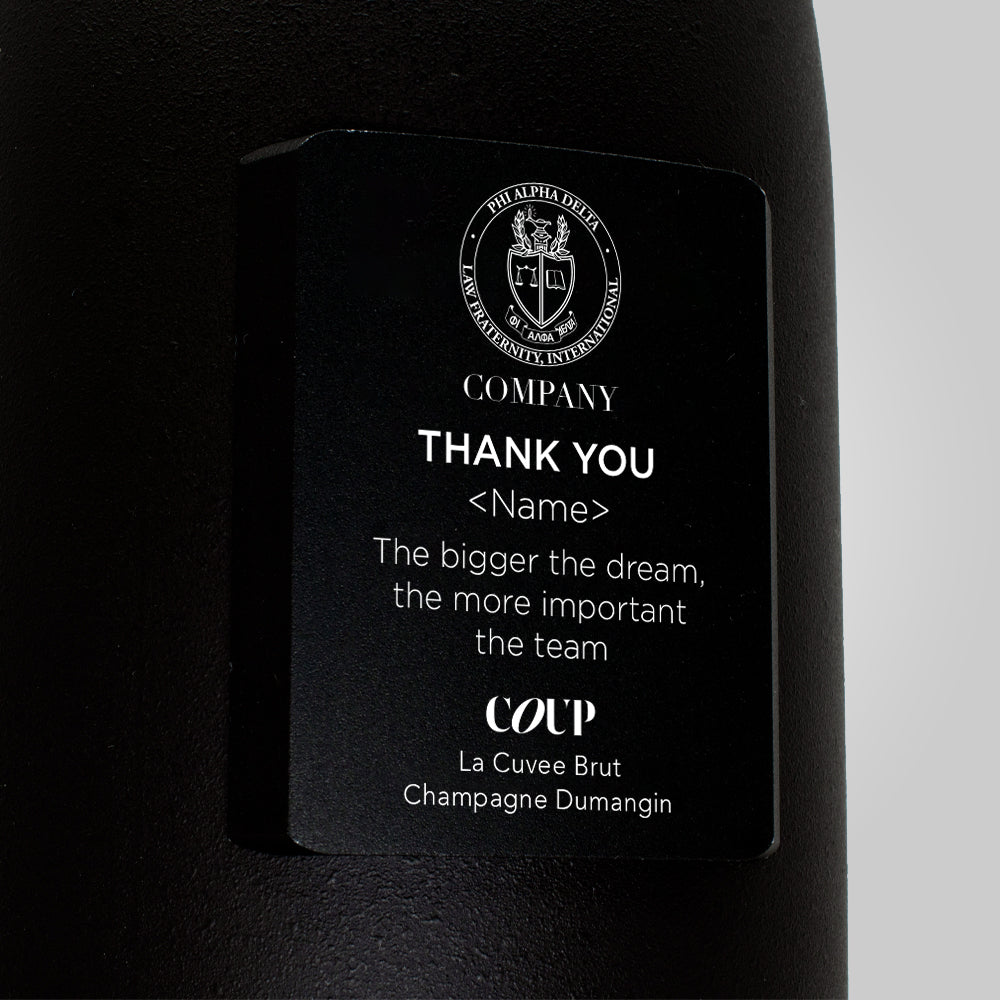 PHI ALPHA DELTA
LAW FRATERNITY, INTERNATIONAL
ΦΙ ΑΛΦΑ ΔΕΛΤΑ
COMPANY
THANK YOU
<Name>
The bigger the dream,
the more important
the team
COUP
La Cuvee Brut
Champagne Dumangin